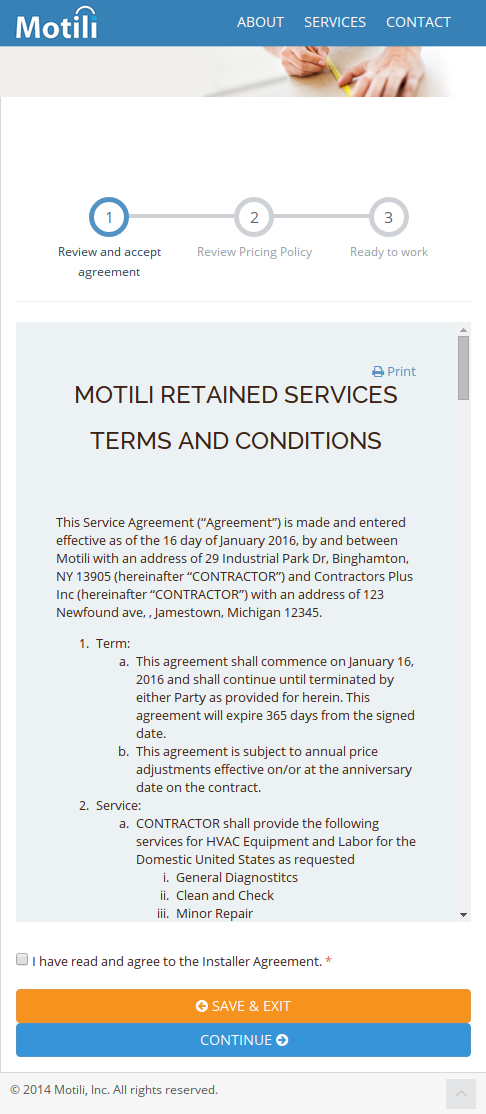 Motili
ABOUT SERVICES CONTACT
1 2 3
Review and accept Review Pricing Policy Ready to work
agreement
Print
MOTILI RETAINED SERVICES
TERMS AND CONDITIONS
This Service Agreement (“Agreement”) is made and entered
effective as of the 16 day of January 2016, by and between
Motili with an address of 29 Industrial Park Dr, Binghamton,
NY 13905 (hereinafter “CONTRACTOR”) and Contractors Plus
Inc (hereinafter “CONTRACTOR”) with an address of 123
Newfound ave, , Jamestown, Michigan 12345.
1. Term:
a. This agreement shall commence on January 16,
2016 and shall continue until terminated by
either Party as provided for herein. This
agreement will expire 365 days from the signed
date.
b. This agreement is subject to annual price
adjustments effective on/or at the anniversary
date on the contract.
2. Service:
a. CONTRACTOR shall provide the following
services for HVAC Equipment and Labor for the
Domestic United States as requested
i. General Diagnostitcs
ii. Clean and Check
iii. Minor Repair
I have read and agree to the Installer Agreement. *
SAVE & EXIT
CONTINUE
© 2014 Motili, Inc. All rights reserved.